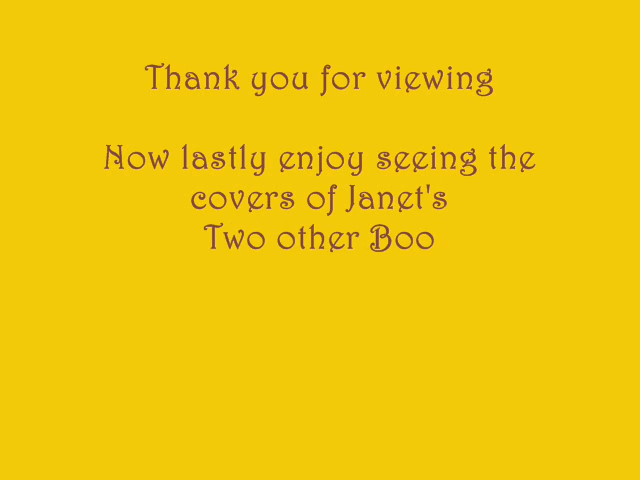 Thank you for viewing
Now lastly enjoy seeing the
covers of Janet's
Two other Boo